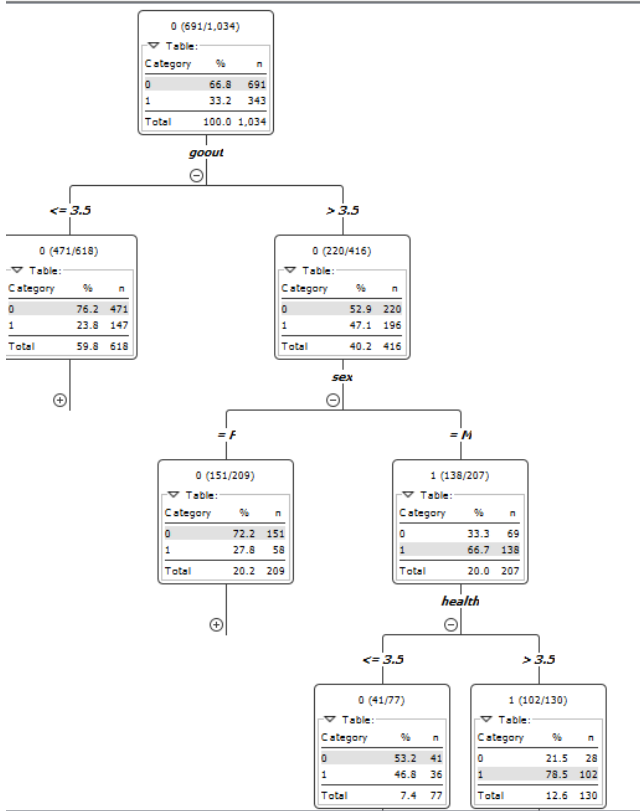 0 (691/1,034)
Table:
Category % n
0 66.8 691
1 33.2 343
Total 100.0 1,034
goout
<= 3.5
> 3.5
0 (471/618)
Table:
Category % n
0 76.2 471
1 23.8 147
Total 59.8 618
0 (220/416)
Table:
Category % n
0 52.9 220
1 47.1 196
Total 40.2 416
sex
= F
= M
0 (151/209)
Table:
Category % n
0 72.2 151
1 27.8 58
Total 20.2 209
1 (138/207)
Table:
Category % n
0 33.3 69
1 66.7 138
Total 20.0 207
health
<= 3.5
> 3.5
0 (41/77)
Table:
Category % n
0 53.2 41
1 46.8 36
Total 7.4 77
1 (102/130)
Table:
Category % n
0 21.5 28
1 78.5 102
Total 12.6 130